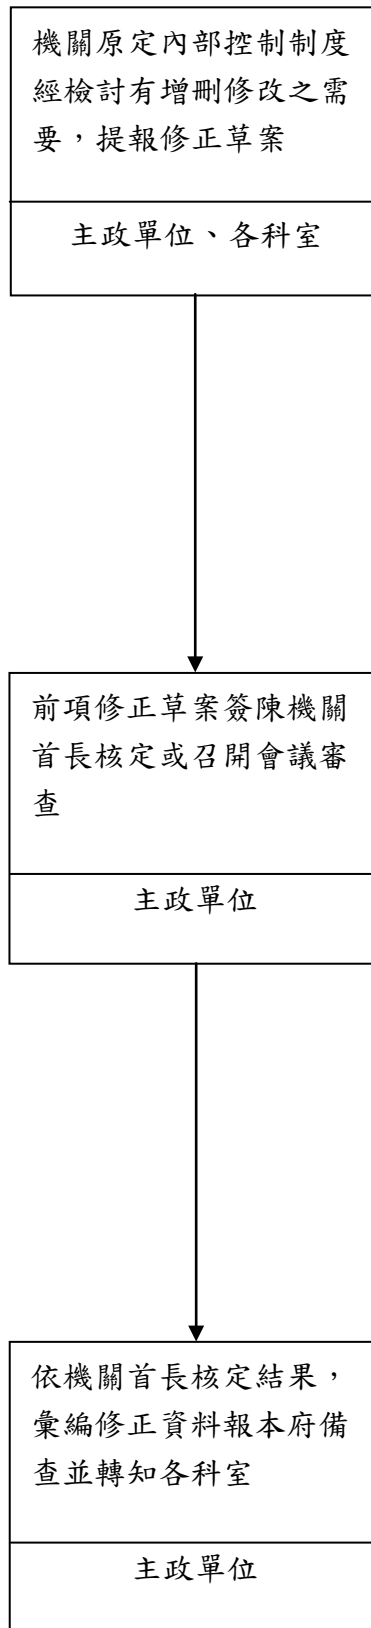 機關原定內部控制制度
經檢討有增刪修改之需
要，提報修正草案
主政單位、各科室
前項修正草案簽陳機關
首長核定或召開會議審
查
主政單位
依機關首長核定結果，
彙編修正資料報本府備
查並轉知各科室
主政單位